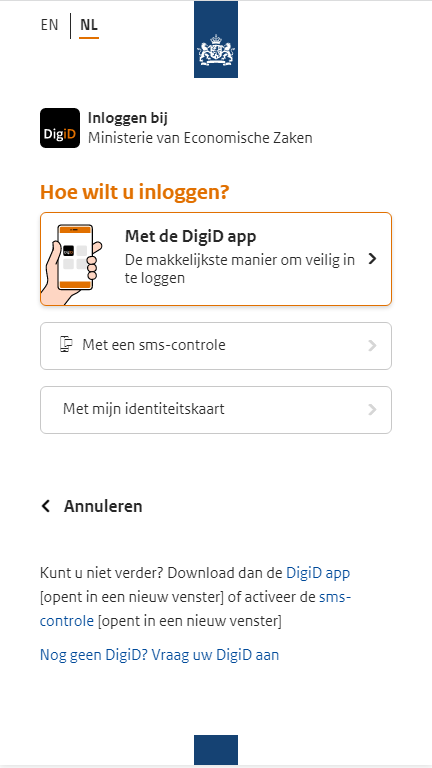 EN
NL
DigiD
Inloggen bij
Ministerie van Economische Zaken
Hoe wilt u inloggen?
Met de DigiD app
De makkelijkste manier om veilig in
te loggen
Met een sms-controle
Met mijn identiteitskaart
Annuleren
Kunt u niet verder? Download dan de DigiD app
[opent in een nieuw venster] of activeer de sms-
controle [opent in een nieuw venster]
Nog geen DigiD? Vraag uw DigiD aan